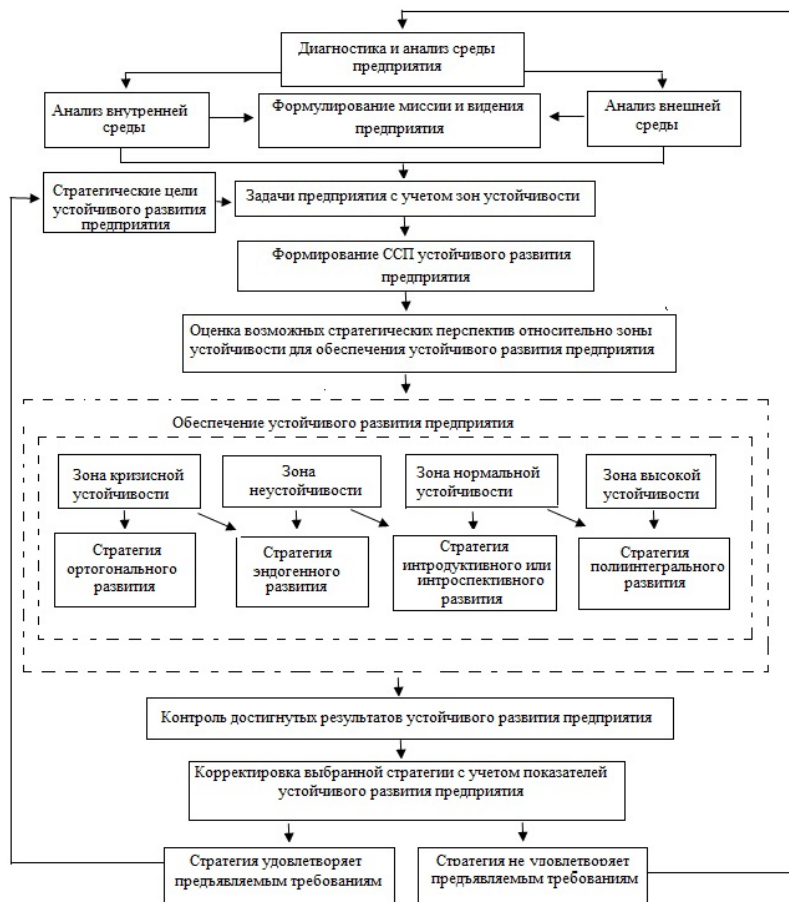 Диагностика и анализ среды
предприятия
Анализ внутренней
среды
Формулирование миссии и видения
предприятия
Анализ внешней
среды
Стратегические цели
устойчивого развития
предприятия
Задачи предприятия с учетом зон устойчивости
Формирование ССП устойчивого развития
предприятия
Оценка возможных стратегических перспектив относительно зоны
устойчивости для обеспечения устойчивого развития предприятия
Обеспечение устойчивого развития предприятия
Зона кризисной
устойчивости
Зона
неустойчивости
Зона нормальной
устойчивости
Зона высокой
устойчивости
Стратегия
ортогонального
развития
Стратегия
эндогенного
развития
Стратегия
интродуктивного или
интроспективного
развития
Стратегия
полиинтегрального
развития
Контроль достигнутых результатов устойчивого развития предприятия
Корректировка выбранной стратегии с учетом показателей
устойчивого развития предприятия
Стратегия удовлетворяет
предъявляемым требованиям
Стратегия не удовлетворяет
предъявляемым требованиям